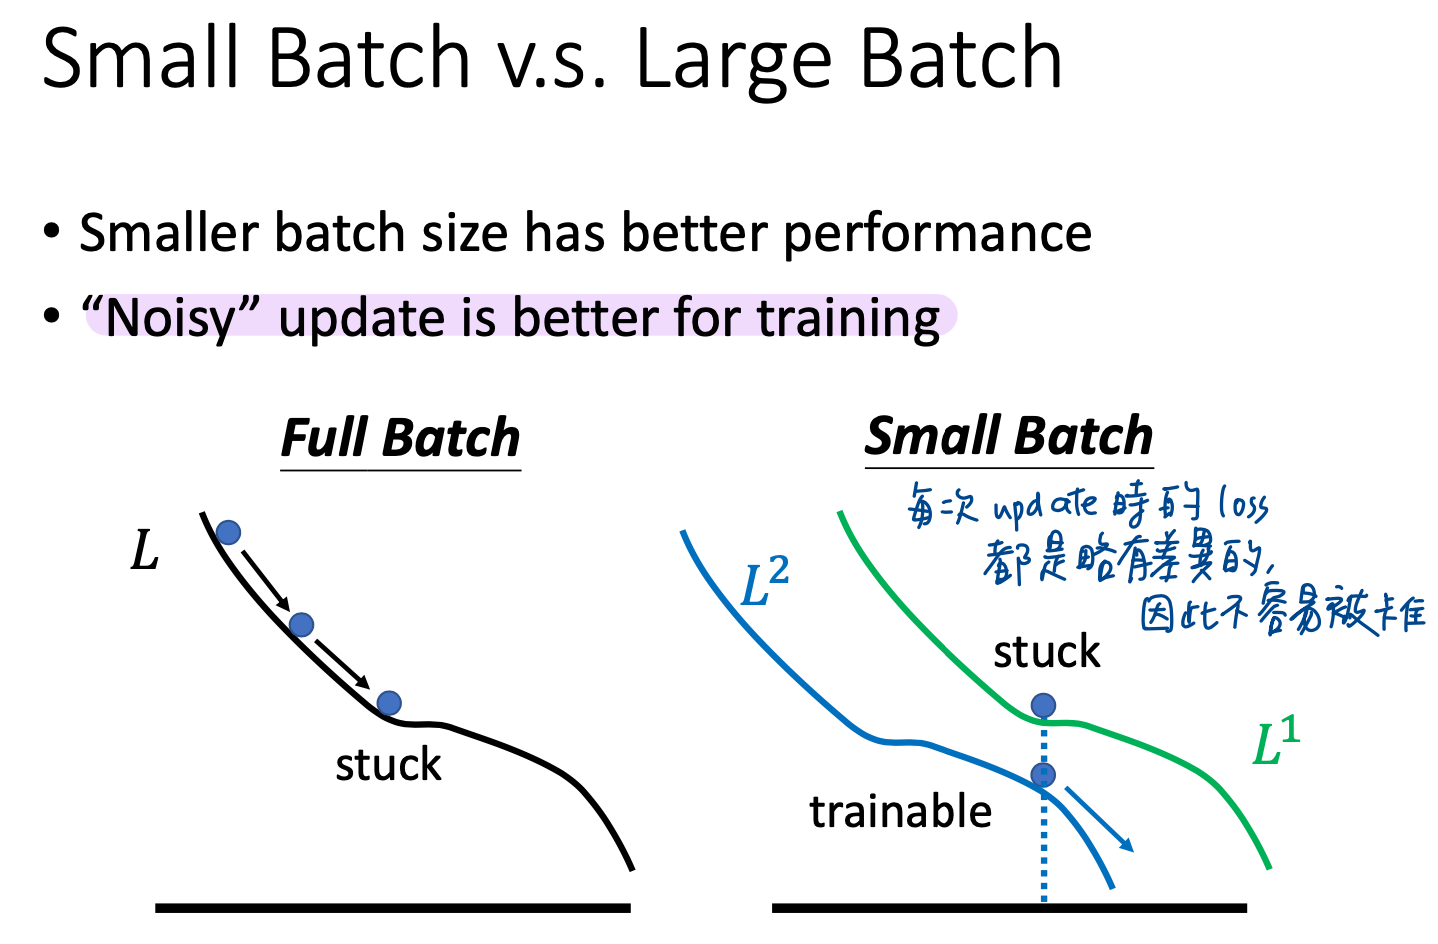 Small Batch v.s. Large Batch
• Smaller batch size has better performance
• “Noisy” update is better for training
Full Batch
L
stuck
Small Batch
每次 update 時的 loss
都是略有差異的,
因此不容易被卡住
L²
stuck
L¹
trainable